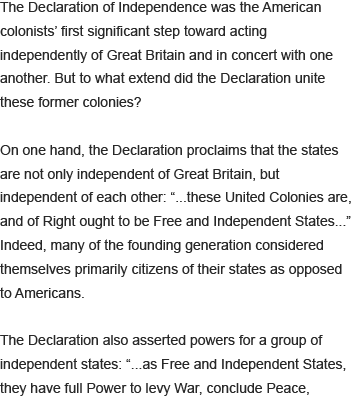 The Declaration of Independence was the American
colonists’ first significant step toward acting
independently of Great Britain and in concert with one
another. But to what extend did the Declaration unite
these former colonies?
On one hand, the Declaration proclaims that the states
are not only independent of Great Britain, but
independent of each other: “...these United Colonies are,
and of Right ought to be Free and Independent States...”
Indeed, many of the founding generation considered
themselves primarily citizens of their states as opposed
to Americans.
The Declaration also asserted powers for a group of
independent states: “...as Free and Independent States,
they have full Power to levy War, conclude Peace,